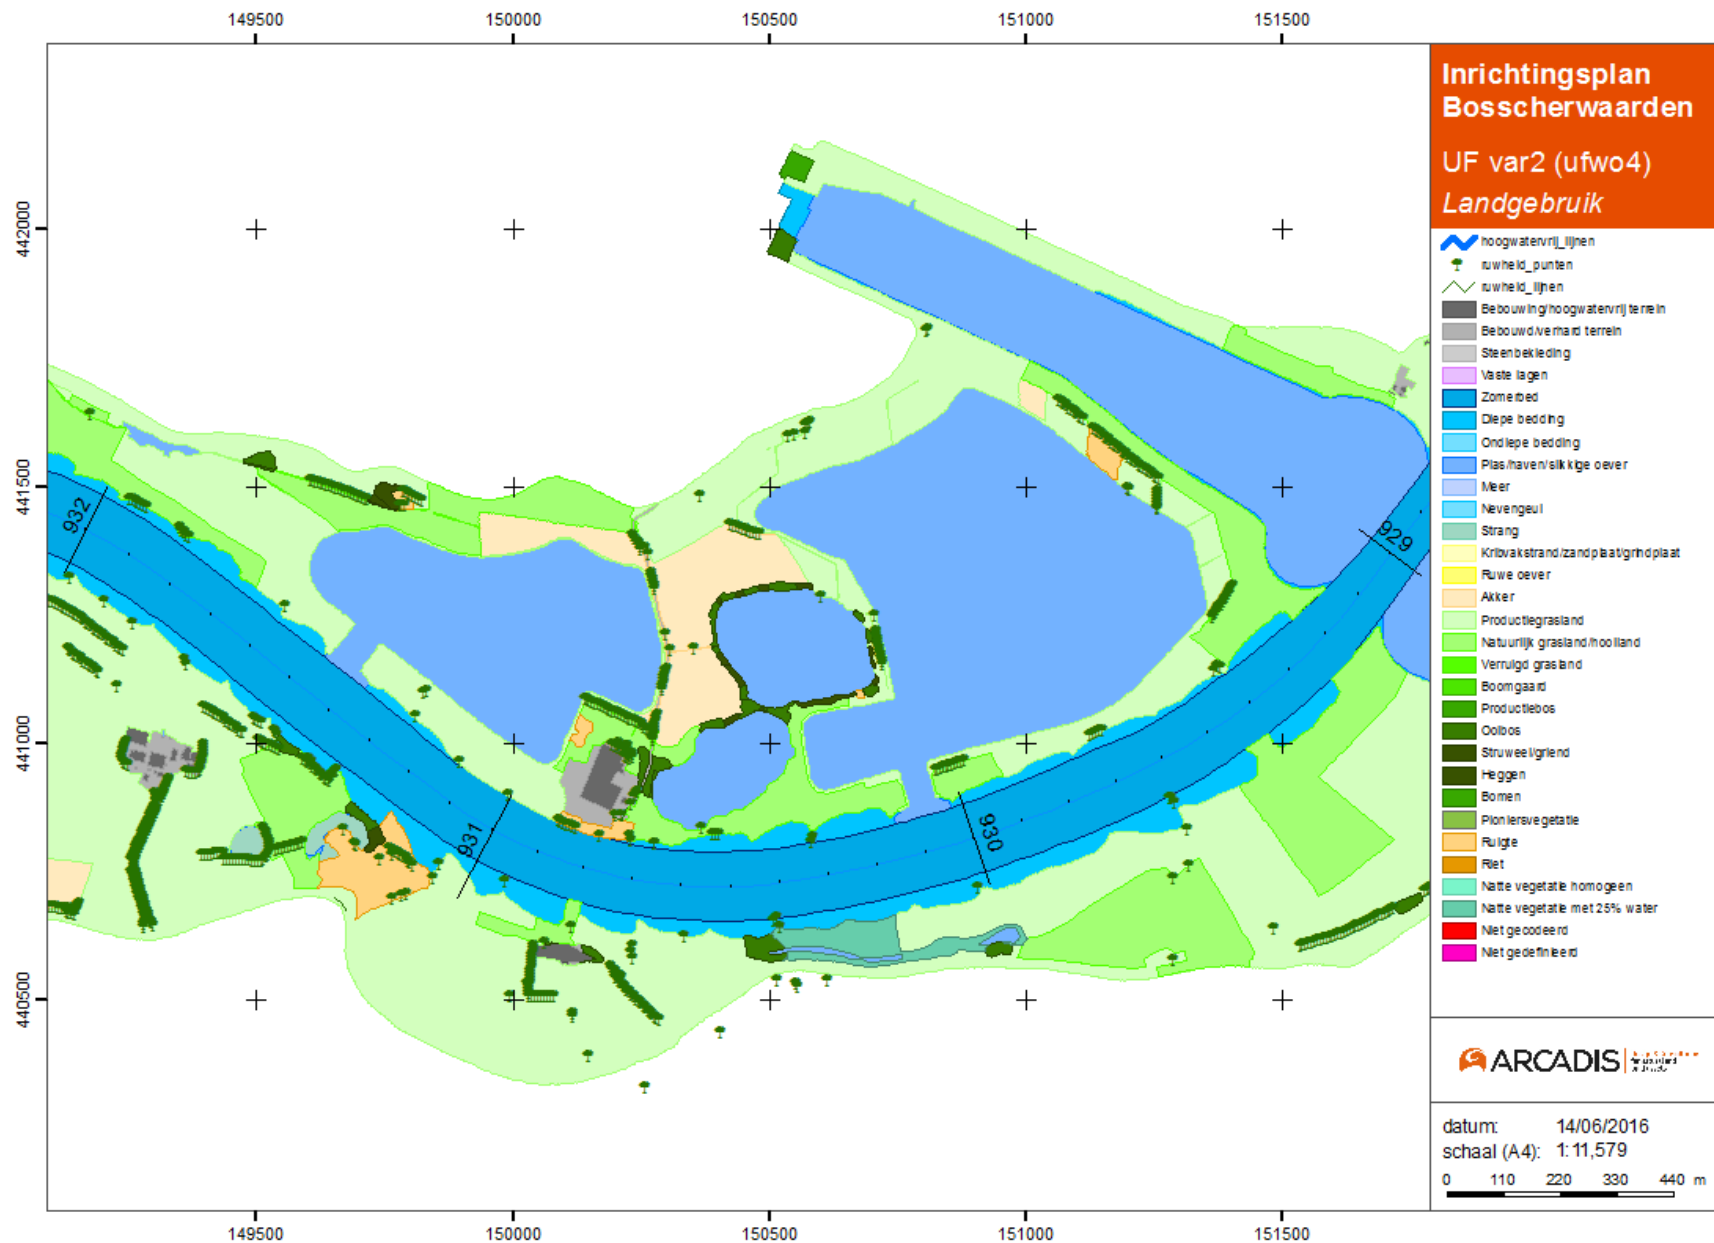 149500 150000 150500 151000 151500
442000
441500
441000
440500
932
931
930
929
149500 150000 150500 151000 151500
Inrichtingsplan
Bosscherwaarden
UF var2 (ufwo4)
Landgebruik
hoogwatervrij_lijnen
ruwheid_punten
ruwheid_lijnen
Bebouwing/hoogwatervrij terrein
Bebouwd/verhard terrein
Steenbekleding
Vaste lagen
Zomerbed
Diepe bedding
Ondiepe bedding
Plas/haven/slikkige oever
Meer
Nevengeul
Strang
Kribvakstrand/zandplaat/grindplaat
Ruwe oever
Akker
Productiegrasland
Natuurlijk grasland/hooiland
Verruigd grasland
Boomgaard
Productiebos
Ooibos
Struweel/griend
Heggen
Bomen
Pioniersvegetatie
Ruigte
Riet
Natte vegetatie homogeen
Natte vegetatie met 25% water
Niet gecodeerd
Niet gedefinieerd
ARCADIS
datum: 14/06/2016
schaal (A4): 1:11,579
0 110 220 330 440 m